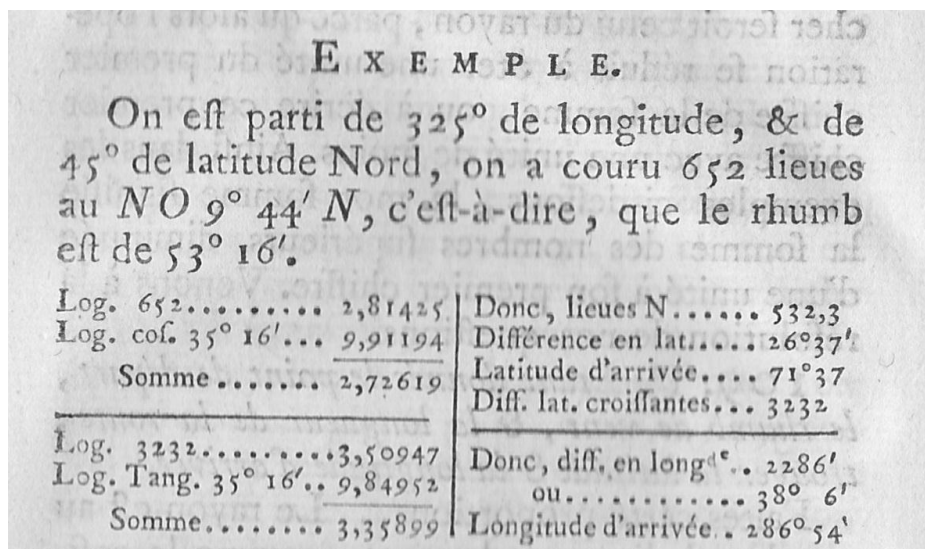 EXEMPLE.
On eſt parti de 325° de longitude, & de
45° de latitude Nord, on a couru 652 lieues
au NO 9° 44' N, c'eſt-à-dire, que le rhumb
eſt de 53° 16'.
Log. 652.......... 2,81425
Log. coſ. 35° 16'... 9,91194
Somme....... 2,72619
Log. 3232..........3,50947
Log. Tang. 35° 16'.. 9,84952
Somme........ 3,35899
Donc, lieues N...... 532,3
Différence en lat..... 26°37'
Latitude d'arrivée.... 71°37
Diff. lat. croiſſantes... 3232
Donc, diff. en longde.. 2286'
ou............ 38° 6'
Longitude d'arrivée. 286° 54'